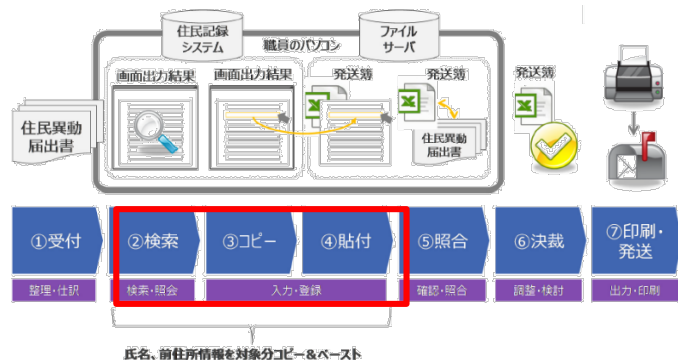 住民記録
システム
職員のパソコン
ファイル
サーバ
画面出力結果
画面出力結果
発送簿
発送簿
発送簿
住民異動
届出書
住民異動
届出書
①受付
②検索
③コピー
④貼付
⑤照合
⑥決裁
⑦印刷・
発送
整理・仕訳
検索・照会
入力・登録
確認・照合
調整・検討
出力・印刷
氏名、前住所情報を対象分コピー＆ペースト